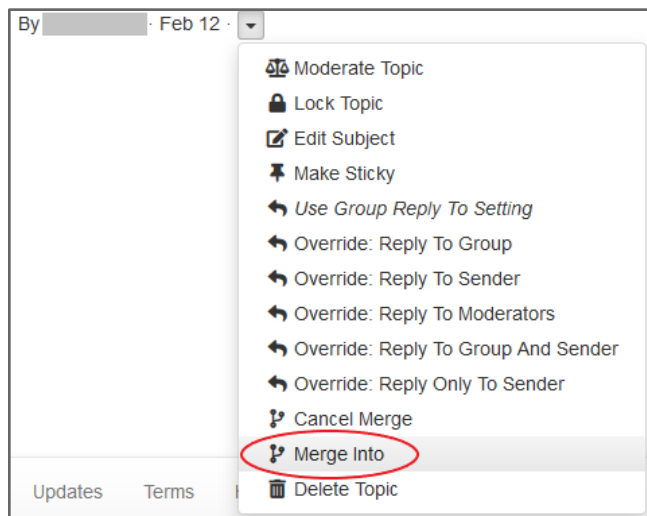 By · Feb 12 ·
Moderate Topic
Lock Topic
Edit Subject
Make Sticky
Use Group Reply To Setting
Override: Reply To Group
Override: Reply To Sender
Override: Reply To Moderators
Override: Reply To Group And Sender
Override: Reply Only To Sender
Cancel Merge
Merge Into
Delete Topic
Updates Terms